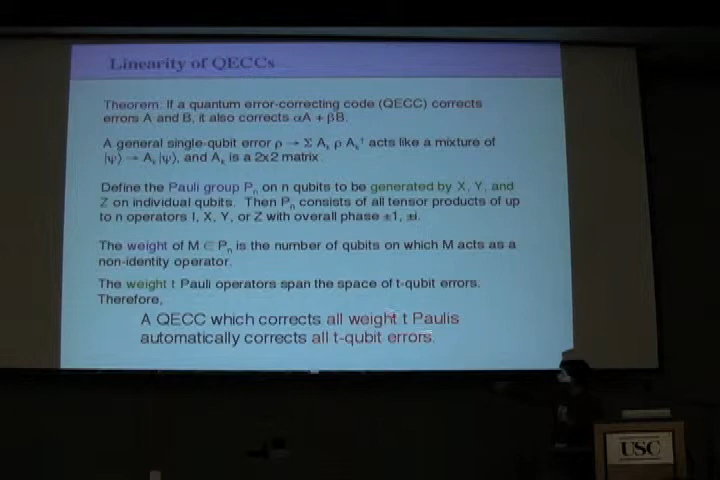 Linearity of QECCs
Theorem: If a quantum error-correcting code (QECC) corrects
errors A and B, it also corrects αA + βB.
A general single-qubit error ρ → Σ Aₖ ρ Aₖ† acts like a mixture of
|ψ⟩ → Aₖ|ψ⟩, and Aₖ is a 2x2 matrix.
Define the Pauli group Pₙ on n qubits to be generated by X, Y, and
Z on individual qubits. Then Pₙ consists of all tensor products of up
to n operators I, X, Y, or Z with overall phase ±1, ±i.
The weight of M ∈ Pₙ is the number of qubits on which M acts as a
non-identity operator.
The weight t Pauli operators span the space of t-qubit errors.
Therefore,
A QECC which corrects all weight t Paulis
automatically corrects all t-qubit errors.
USC